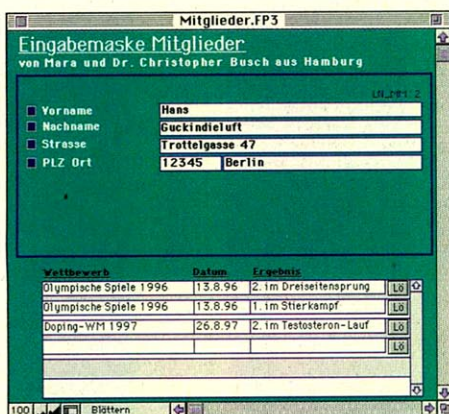 Mitglieder.FP3
Eingabemaske Mitglieder
von Mara und Dr. Christopher Busch aus Hamburg
LN_MM: 2
Vorname Hans
Nachname Guckindieluft
Strasse Trottelgasse 47
PLZ Ort 12345 Berlin
Wettbewerb Datum Ergebnis
Olympische Spiele 1996 13.8.96 2. im Dreiseitensprung Lö
Olympische Spiele 1996 13.8.96 1. im Stierkampf Lö
Doping-WM 1997 26.8.97 2. im Testosteron-Lauf Lö
Lö
100 Blättern